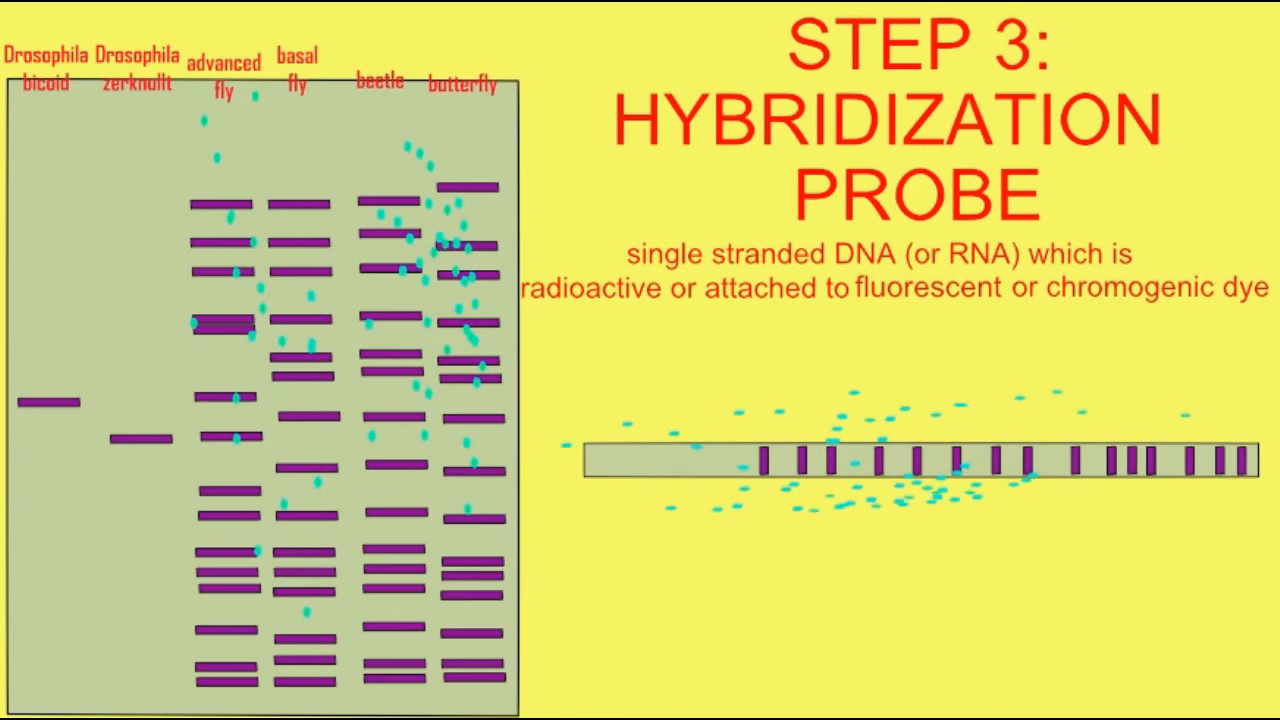 Drosophila bicoid
Drosophila zerknullt
advanced fly
basal fly
beetle
butterfly
STEP 3:
HYBRIDIZATION
PROBE
single stranded DNA (or RNA) which is
radioactive or attached to fluorescent or chromogenic dye